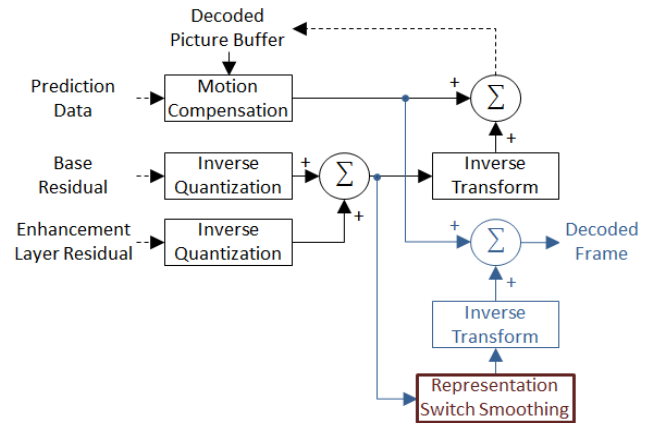 Decoded
Picture Buffer
Prediction
Data
Motion
Compensation
+
∑
+
Base
Residual
Inverse
Quantization
+
∑
+
Inverse
Transform
Enhancement
Layer Residual
Inverse
Quantization
+
∑
+
Decoded
Frame
Inverse
Transform
Representation
Switch Smoothing